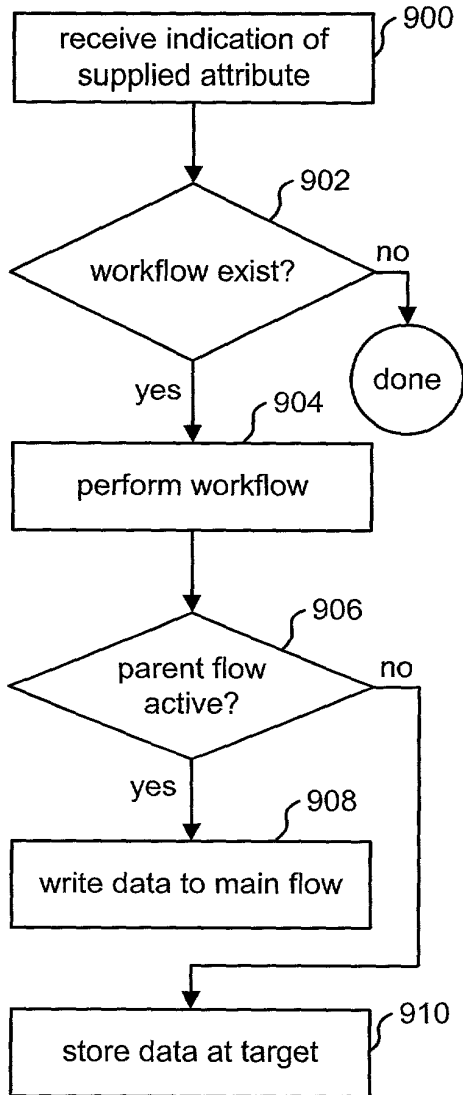 receive indication of
supplied attribute
900
902
workflow exist?
no
done
yes
904
perform workflow
906
parent flow
active?
no
yes
908
write data to main flow
910
store data at target